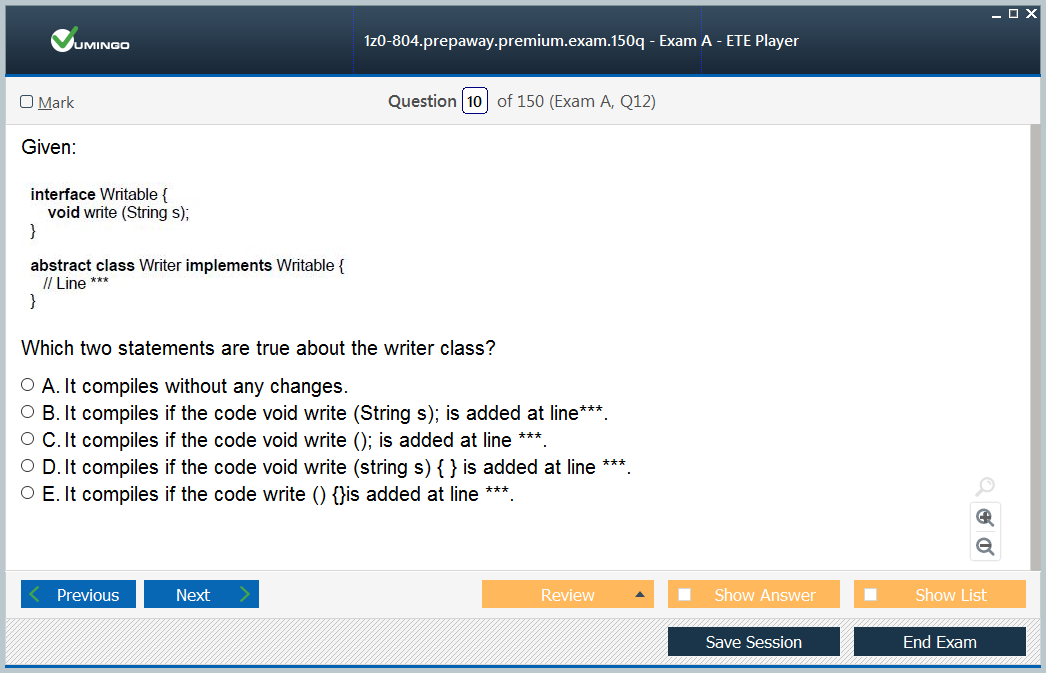 VUMINGO
1z0-804.prepaway.premium.exam.150q - Exam A - ETE Player
Mark
Question 10 of 150 (Exam A, Q12)
Given:
interface Writable {
void write (String s);
}
abstract class Writer implements Writable {
// Line ***
}
Which two statements are true about the writer class?
A. It compiles without any changes.
B. It compiles if the code void write (String s); is added at line***.
C. It compiles if the code void write (); is added at line ***.
D. It compiles if the code void write (string s) { } is added at line ***.
E. It compiles if the code write () {}is added at line ***.
Previous
Next
Review
Show Answer
Show List
Save Session
End Exam